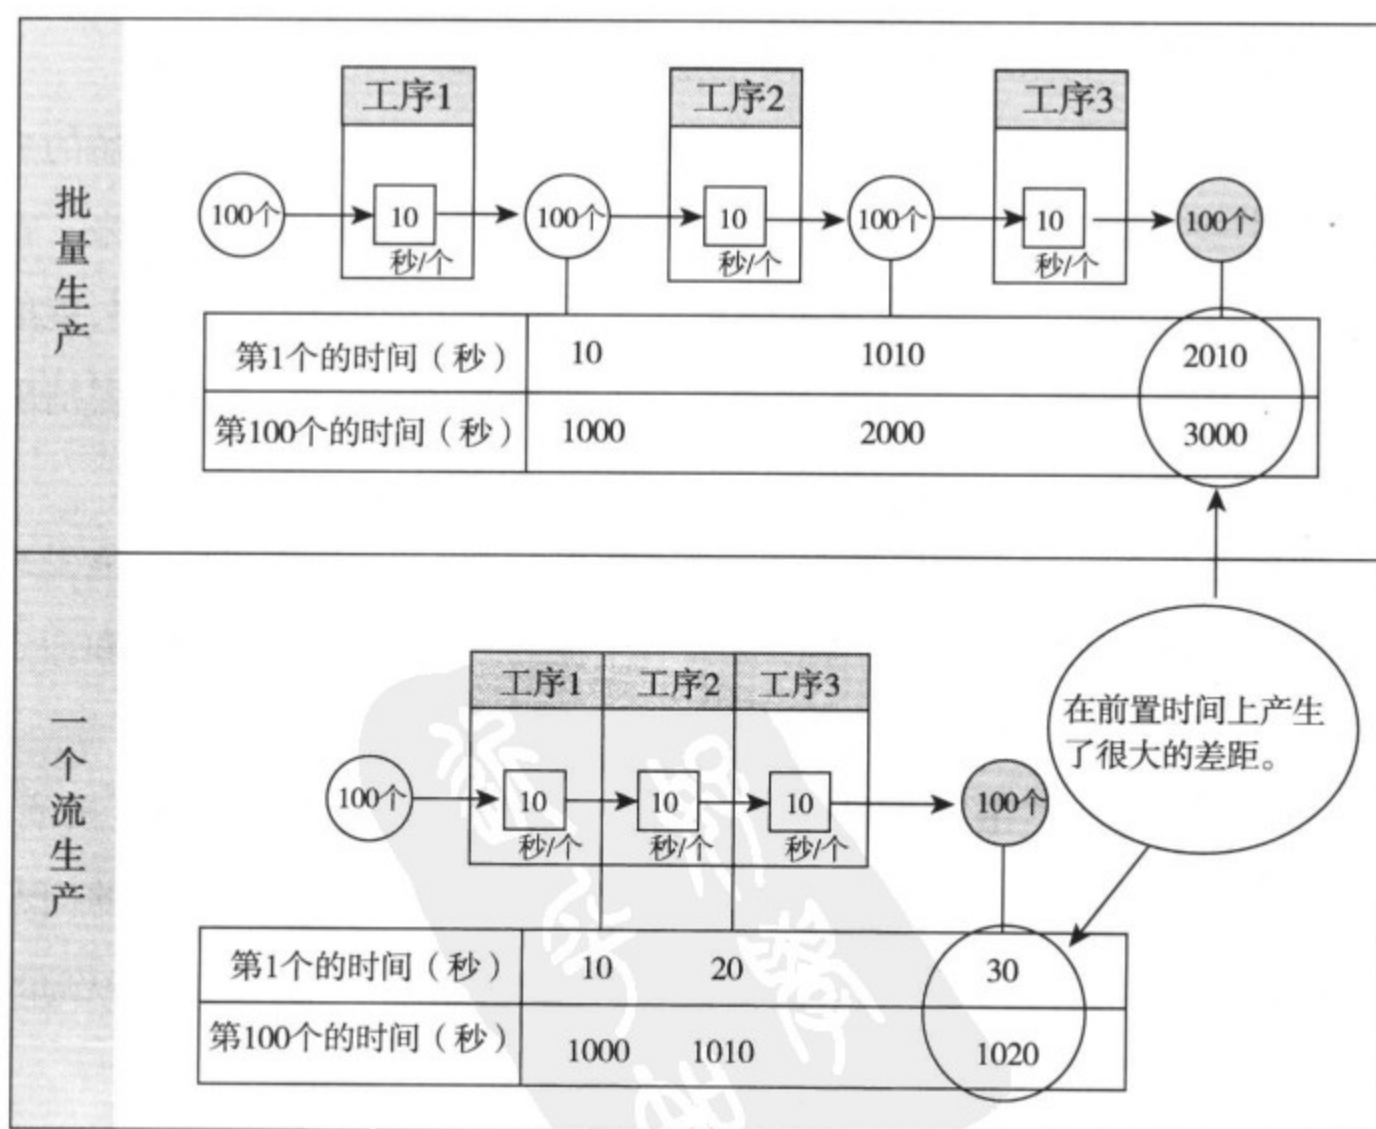 批量生产
工序1 工序2 工序3
100个 10 100个 10 100个 10 100个
秒/个 秒/个 秒/个
第1个的时间（秒） 10 1010 2010
第100个的时间（秒） 1000 2000 3000
一个流生产
工序1 工序2 工序3
100个 10 10 10 100个
秒/个 秒/个 秒/个
在前置时间上产生
了很大的差距。
第1个的时间（秒） 10 20 30
第100个的时间（秒） 1000 1010 1020